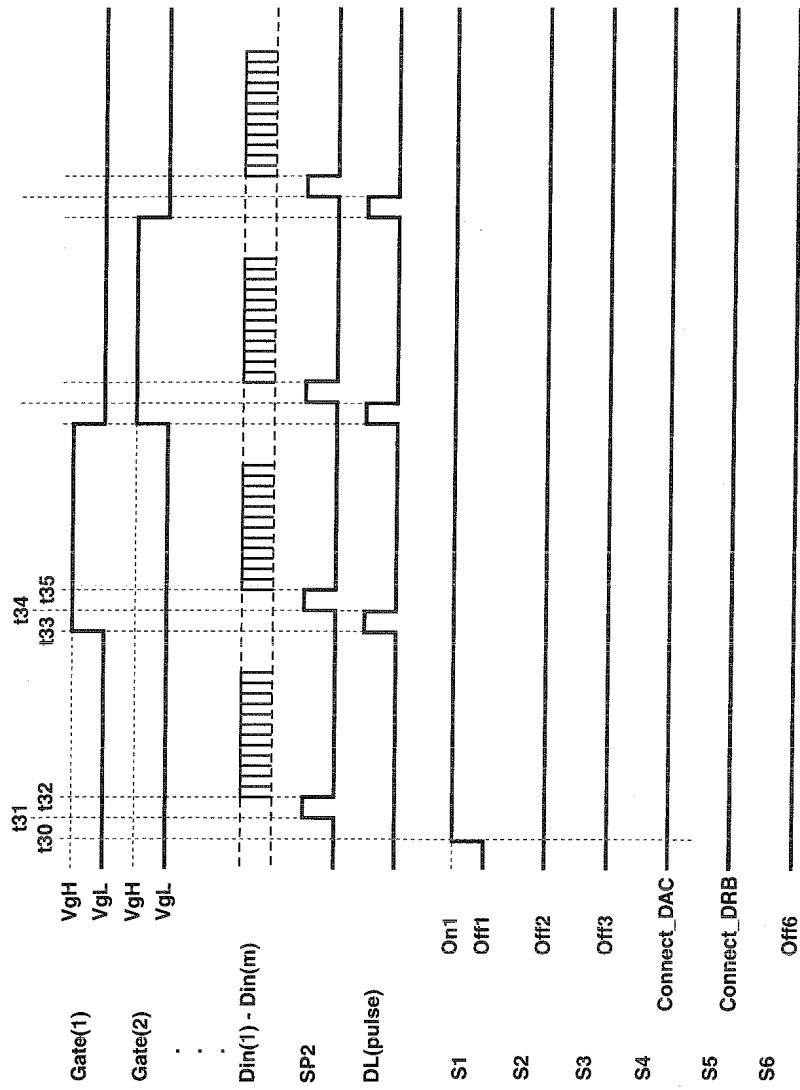 t31 t34
t30 t32 t33 t35
Gate(1) VgH
VgL
Gate(2) VgH
VgL
Din(1) - Din(m)
SP2
DL(pulse)
S1 On1
Off1
S2 Off2
S3 Off3
S4 Connect_DAC
S5 Connect_DRB
S6 Off6